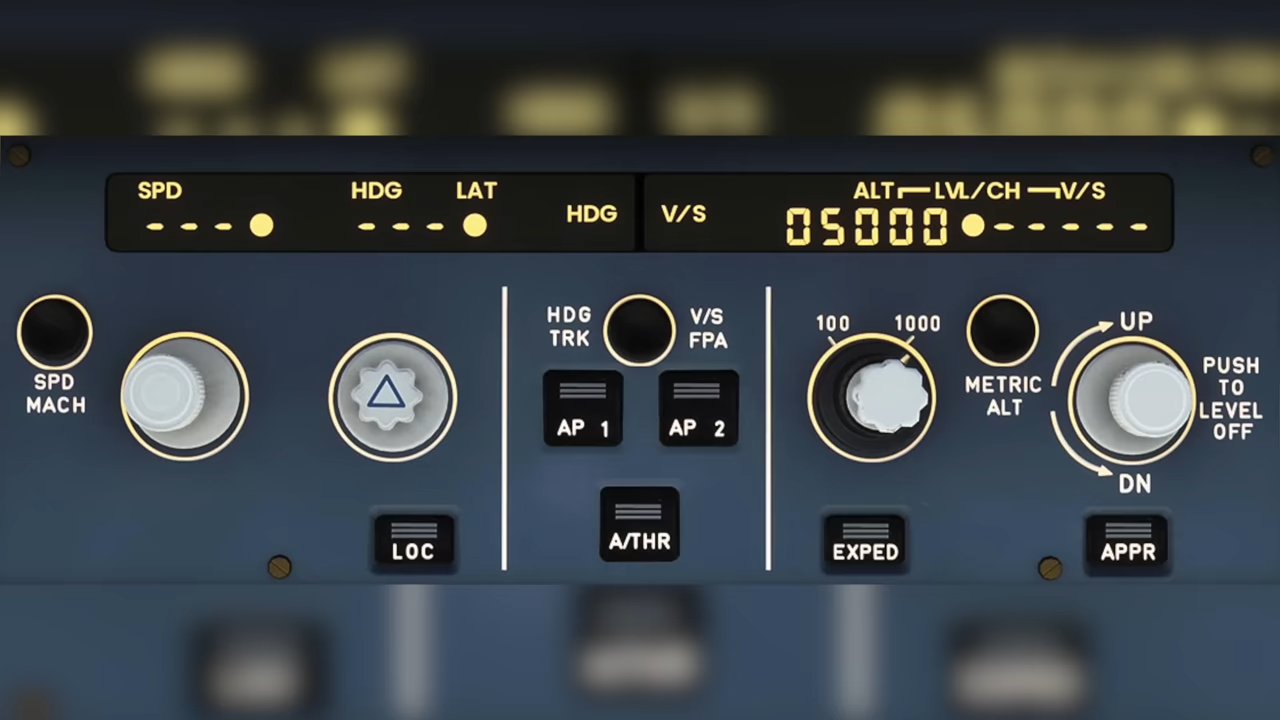 SPD HDG LAT ALT LVL/CH V/S
--- --- HDG V/S 05000 -----
HDG TRK V/S FPA
100 1000
UP
SPD MACH
METRIC ALT
PUSH TO LEVEL OFF
AP 1 AP 2
DN
A/THR
LOC EXPED APPR